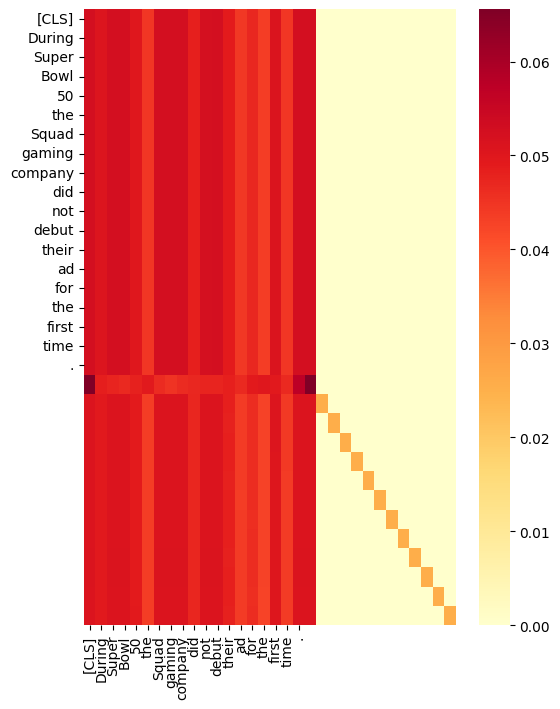 [CLS]
During
Super
Bowl
50
the
Squad
gaming
company
did
not
debut
their
ad
for
the
first
time
.
0.06
0.05
0.04
0.03
0.02
0.01
0.00
[CLS]
During
Super
Bowl
50
the
Squad
gaming
company
did
not
debut
their
ad
for
the
first
time
.